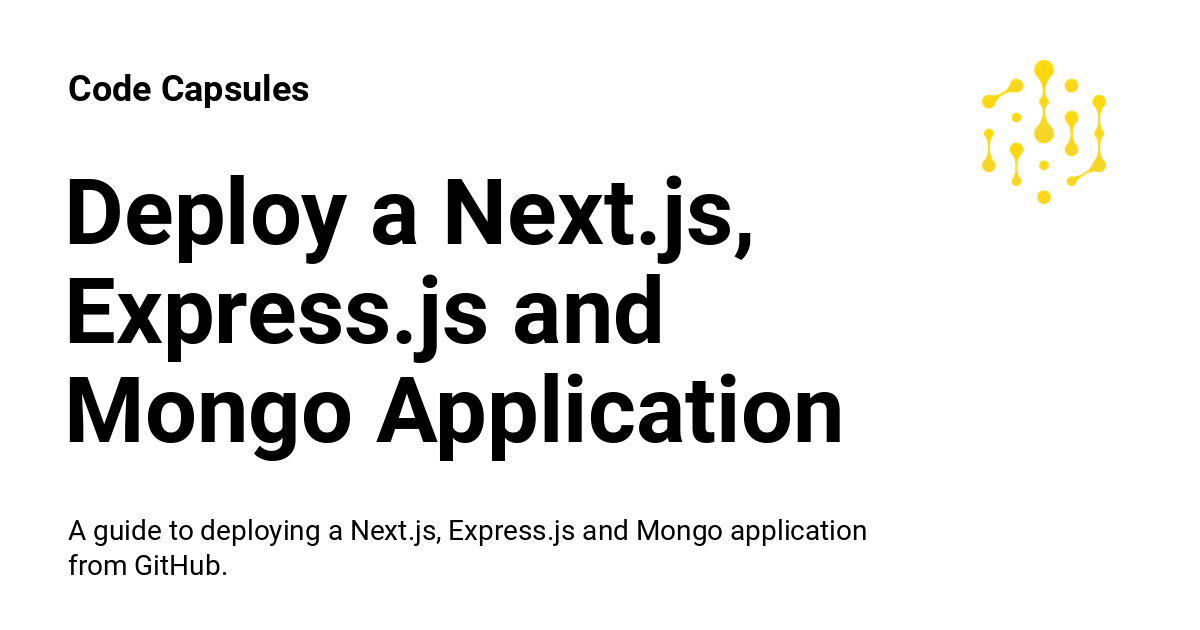 Code Capsules
Deploy a Next.js,
Express.js and
Mongo Application
A guide to deploying a Next.js, Express.js and Mongo application
from GitHub.